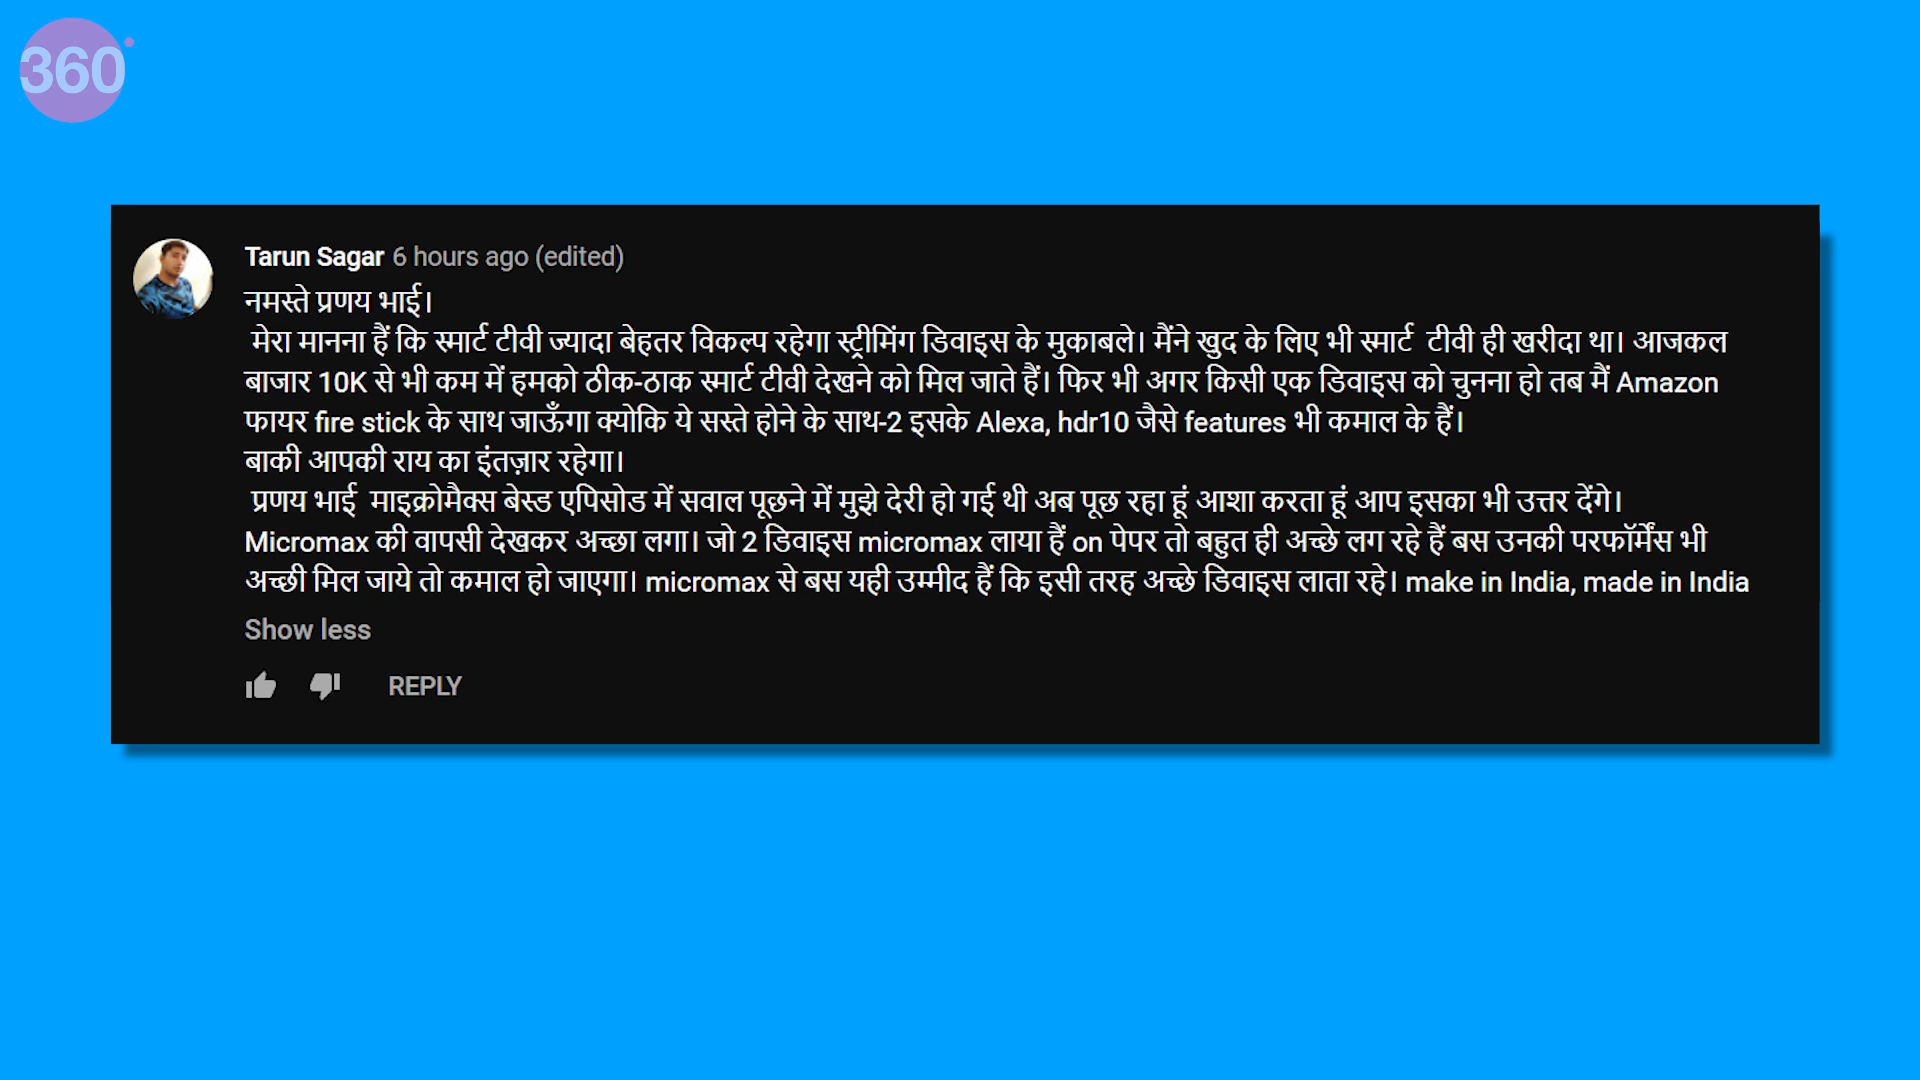 360°
Tarun Sagar 6 hours ago (edited)
नमस्ते प्रणय भाई।
मेरा मानना हैं कि स्मार्ट टीवी ज्यादा बेहतर विकल्प रहेगा स्ट्रीमिंग डिवाइस के मुकाबले। मैंने खुद के लिए भी स्मार्ट टीवी ही खरीदा था। आजकल
बाजार 10K से भी कम में हमको ठीक-ठाक स्मार्ट टीवी देखने को मिल जाते हैं। फिर भी अगर किसी एक डिवाइस को चुनना हो तब मैं Amazon
फायर fire stick के साथ जाऊँगा क्योकि ये सस्ते होने के साथ-2 इसके Alexa, hdr10 जैसे features भी कमाल के हैं।
बाकी आपकी राय का इंतज़ार रहेगा।
प्रणय भाई माइक्रोमैक्स बेस्ड एपिसोड में सवाल पूछने में मुझे देरी हो गई थी अब पूछ रहा हूं आशा करता हूं आप इसका भी उत्तर देंगे।
Micromax की वापसी देखकर अच्छा लगा। जो 2 डिवाइस micromax लाया हैं on पेपर तो बहुत ही अच्छे लग रहे हैं बस उनकी परफॉर्मेंस भी
अच्छी मिल जाये तो कमाल हो जाएगा। micromax से बस यही उम्मीद हैं कि इसी तरह अच्छे डिवाइस लाता रहे। make in India, made in India
Show less
REPLY